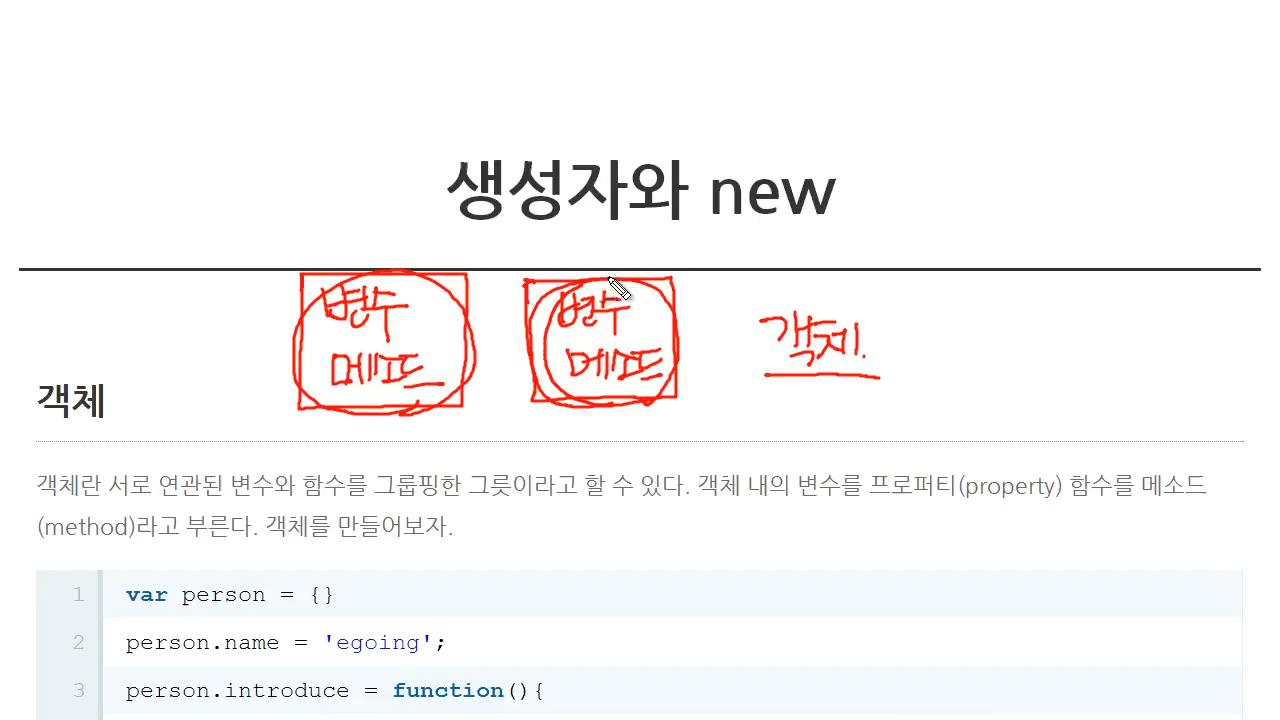 생성자와 new
변수
메소드
변수
메소드
객체.
객체
객체란 서로 연관된 변수와 함수를 그룹핑한 그릇이라고 할 수 있다. 객체 내의 변수를 프로퍼티(property) 함수를 메소드
(method)라고 부른다. 객체를 만들어보자.
1 var person = {}
2 person.name = 'egoing';
3 person.introduce = function(){